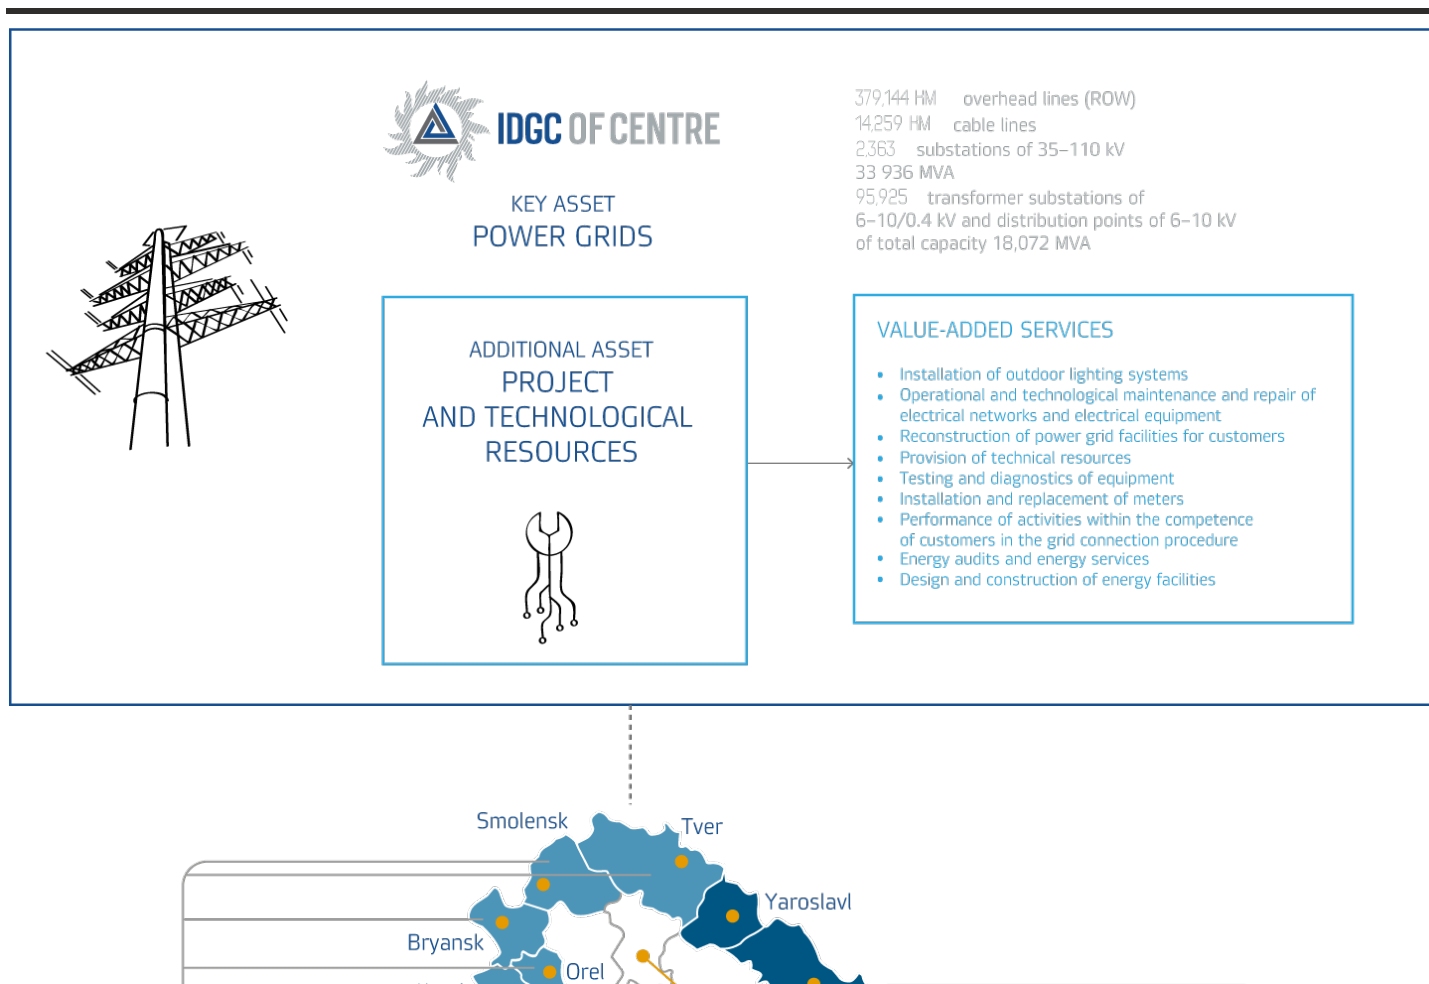 IDGC OF CENTRE
KEY ASSET
POWER GRIDS
379,144 КМ overhead lines (ROW)
14,259 КМ cable lines
2,363 substations of 35–110 kV
33 936 MVA
95,925 transformer substations of
6–10/0.4 kV and distribution points of 6–10 kV
of total capacity 18,072 MVA
ADDITIONAL ASSET
PROJECT
AND TECHNOLOGICAL
RESOURCES
VALUE-ADDED SERVICES
• Installation of outdoor lighting systems
• Operational and technological maintenance and repair of
electrical networks and electrical equipment
• Reconstruction of power grid facilities for customers
• Provision of technical resources
• Testing and diagnostics of equipment
• Installation and replacement of meters
• Performance of activities within the competence
of customers in the grid connection procedure
• Energy audits and energy services
• Design and construction of energy facilities
Smolensk
Tver
Yaroslavl
Bryansk
Orel